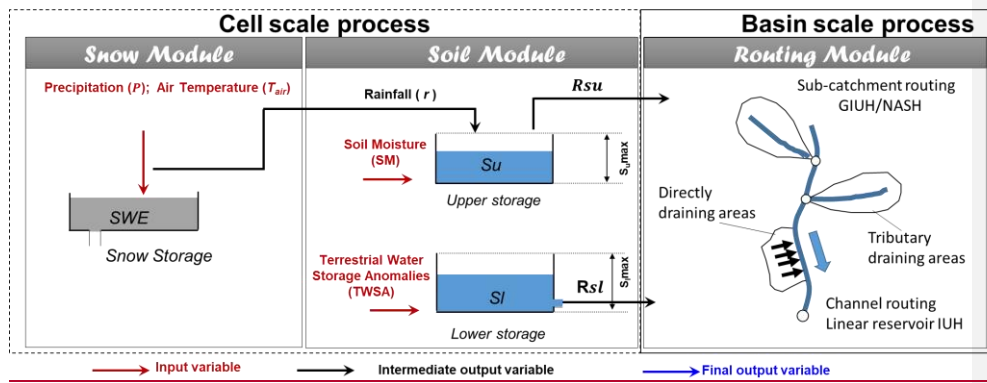 Cell scale process
Basin scale process
Snow Module
Soil Module
Routing Module
Precipitation (P); Air Temperature (Tair)
SWE
Snow Storage
Rainfall ( r )
Rsu
Soil Moisture
(SM)
Su
Sumax
Upper storage
Terrestrial Water
Storage Anomalies
(TWSA)
Sl
Slmax
Rsl
Lower storage
Sub-catchment routing
GIUH/NASH
Directly
draining areas
Tributary
draining areas
Channel routing
Linear reservoir IUH
Input variable
Intermediate output variable
Final output variable